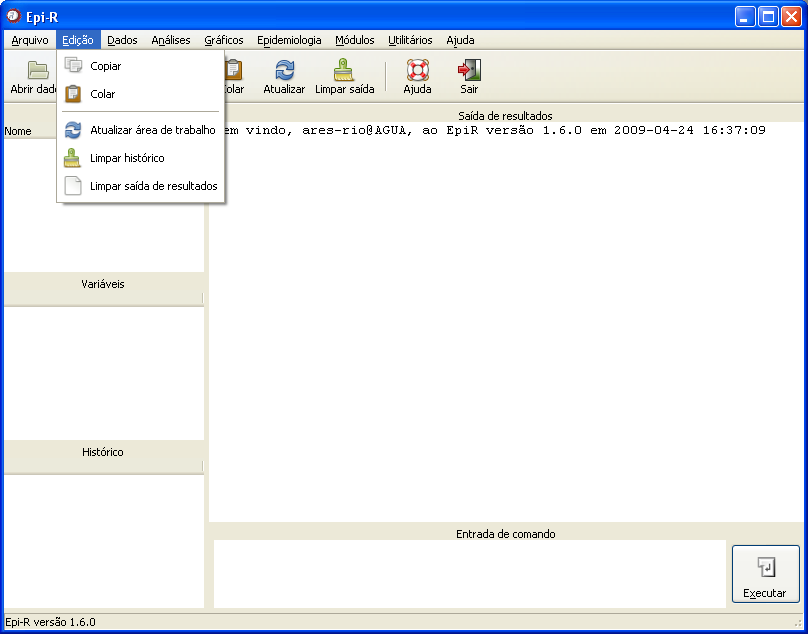 Epi-R
Arquivo Edição Dados Análises Gráficos Epidemiologia Módulos Utilitários Ajuda
Abrir dado olar Atualizar Limpar saída Ajuda Sair
Copiar
Colar
Atualizar área de trabalho
Limpar histórico
Limpar saída de resultados
Nome
Saída de resultados
em vindo, ares-rio@AGUA, ao EpiR versão 1.6.0 em 2009-04-24 16:37:09
Variáveis
Histórico
Entrada de comando
Executar
Epi-R versão 1.6.0